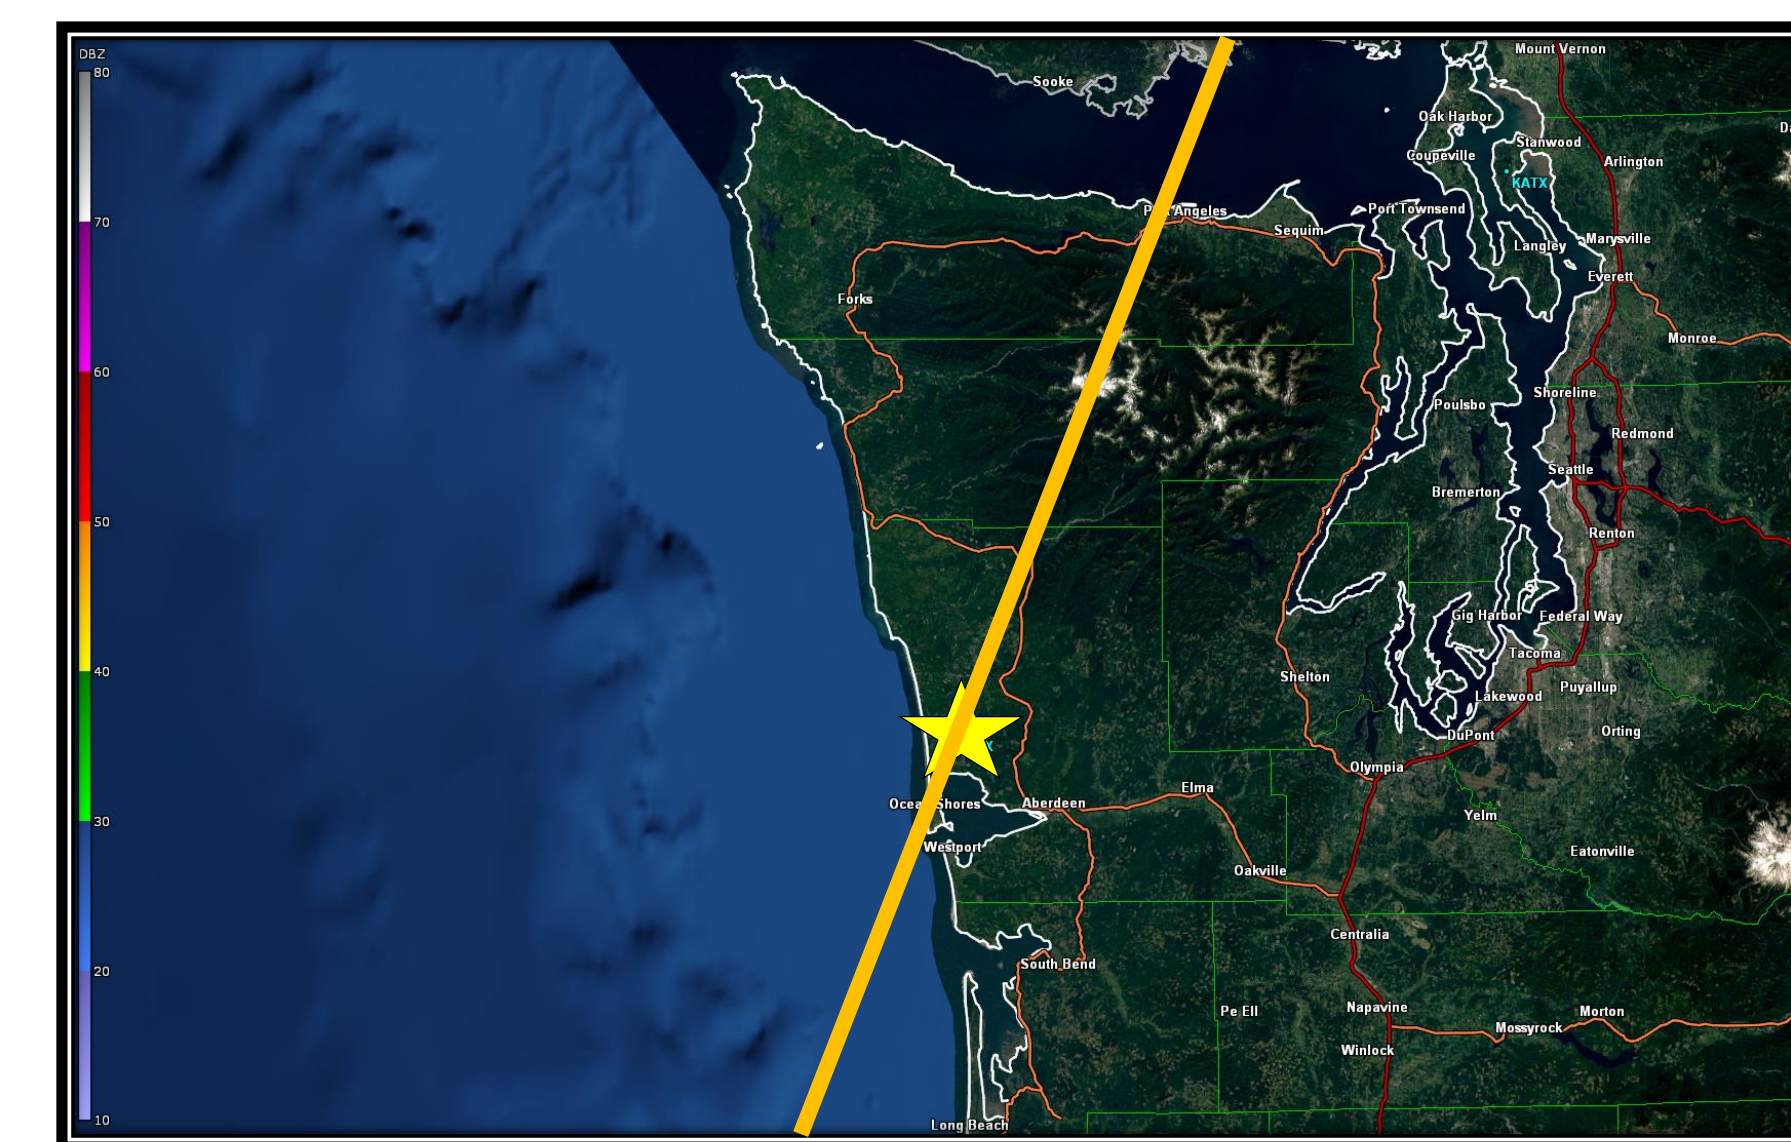 DBZ
80
70
60
50
40
30
20
10
Mount Vernon
Sooke
Oak Harbor
Stanwood
Coupeville
Arlington
KATX
Port Townsend
Angeles
Sequim
Langley
Marysville
Everett
Forks
Monroe
Shoreline
Poulsbo
Redmond
Seattle
Bremerton
Renton
Gig Harbor
Federal Way
Tacoma
Shelton
Puyallup
Lakewood
Orting
DuPont
X
Olympia
Elma
Aberdeen
Shores
Yelm
Westport
Eatonville
Oakville
Centralia
South Bend
Pe Ell
Napavine
Morton
Mossyrock
Winlock
Long Beach